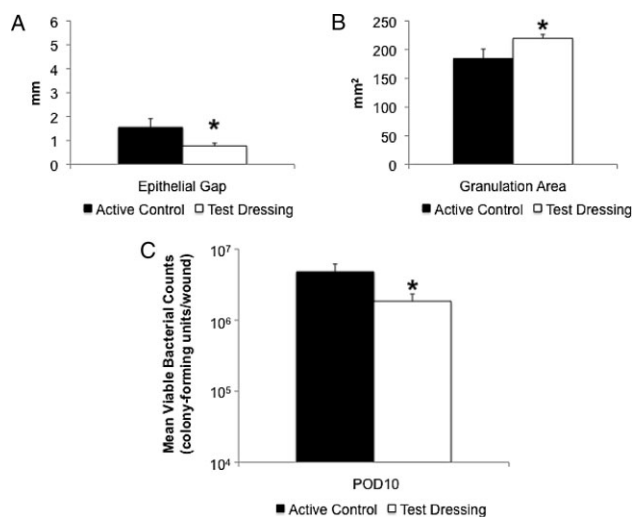 A
6
5
4
3
2
1
0
mm
*
Epithelial Gap
Active Control Test Dressing
B
250
200
150
100
50
0
mm²
*
Granulation Area
Active Control Test Dressing
C
10⁷
10⁶
10⁵
10⁴
Mean Viable Bacterial Counts
(colony-forming units/wound)
*
POD10
Active Control Test Dressing